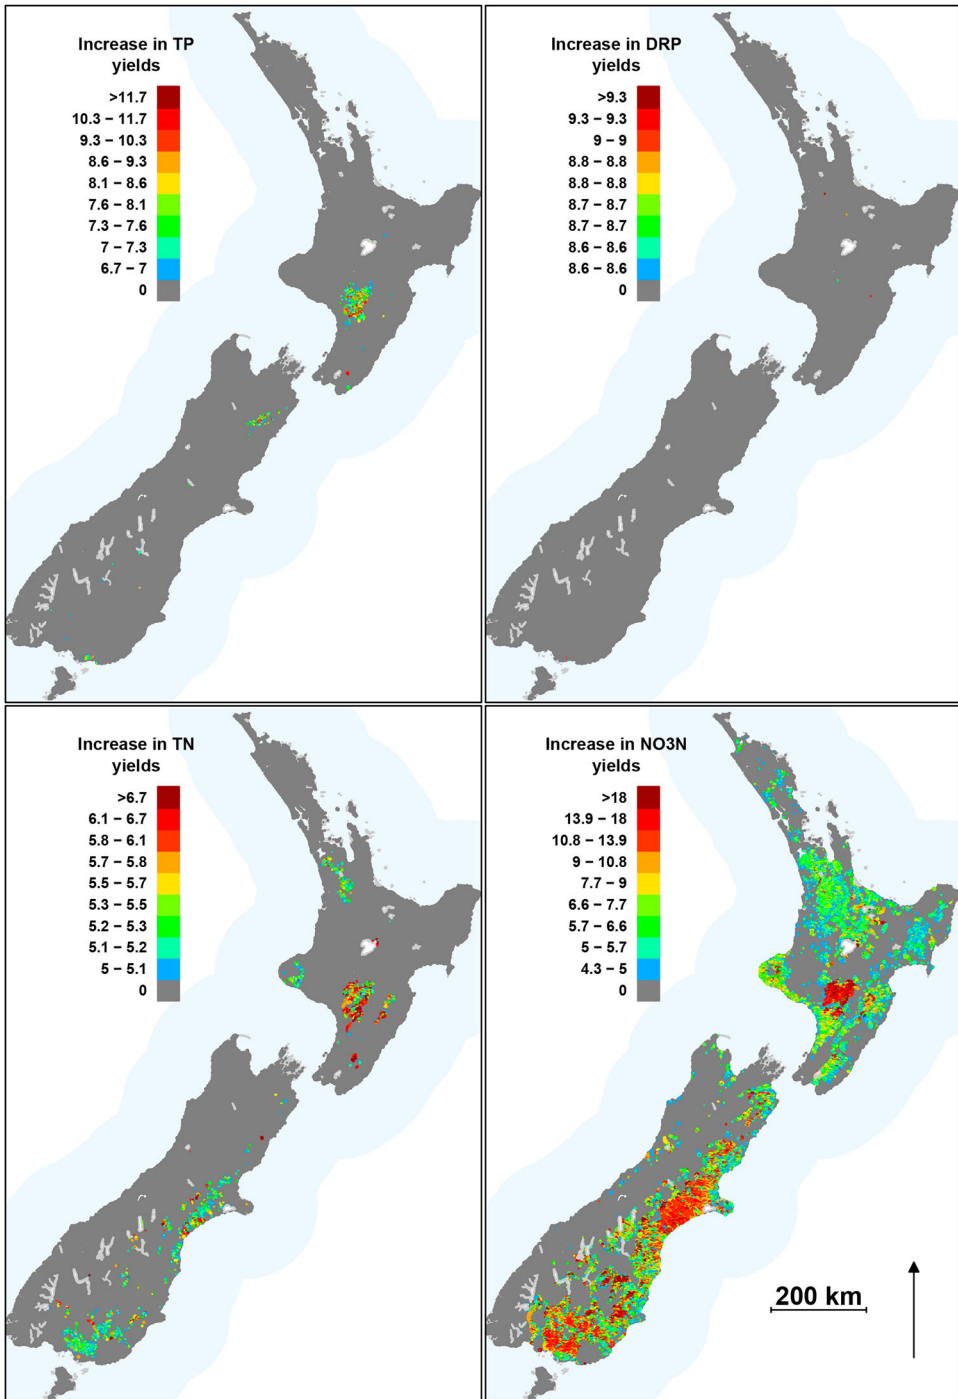 Increase in TP
yields
>11.7
10.3 – 11.7
9.3 – 10.3
8.6 – 9.3
8.1 – 8.6
7.6 – 8.1
7.3 – 7.6
7 – 7.3
6.7 – 7
0
Increase in DRP
yields
>9.3
9.3 – 9.3
9 – 9
8.8 – 8.8
8.8 – 8.8
8.7 – 8.7
8.7 – 8.7
8.6 – 8.6
8.6 – 8.6
0
Increase in TN
yields
>6.7
6.1 – 6.7
5.8 – 6.1
5.7 – 5.8
5.5 – 5.7
5.3 – 5.5
5.2 – 5.3
5.1 – 5.2
5 – 5.1
0
Increase in NO3N
yields
>18
13.9 – 18
10.8 – 13.9
9 – 10.8
7.7 – 9
6.6 – 7.7
5.7 – 6.6
5 – 5.7
4.3 – 5
0
200 km